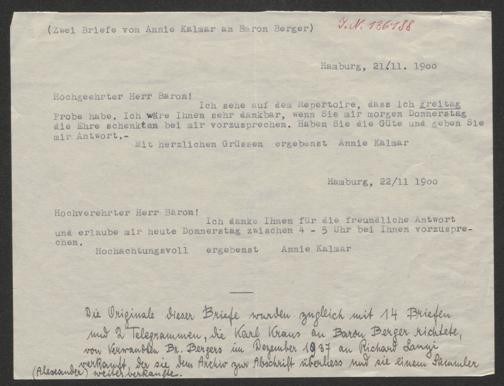 (Zwei Briefe von Annie Kalmar an Baron Berger)
I.N. 136188
Hamburg, 21/11. 1900
Hochgeehrter Herr Baron!
Ich sehe auf dem Repertoire, dass ich Freitag
Probe habe. Ich wäre Ihnen sehr dankbar, wenn Sie mir morgen Donnerstag
die Ehre schenkten bei mir vorzusprechen. Haben Sie die Güte und geben Sie
mir Antwort.-
Mit herzlichen Grüssen ergebenst Annie Kalmar
Hamburg, 22/11 1900
Hochverehrter Herr Baron!
Ich danke Ihnen für die freundliche Antwort
und erlaube mir heute Donnerstag zwischen 4 - 5 Uhr bei Ihnen vorzuspre-
chen.
Hochachtungsvoll ergebenst Annie Kalmar
Die Originale dieser Briefe wurden zugleich mit 14 Briefen
und 2 Telegrammen, die Karl Kraus an Baron Berger richtete,
von Verwandten Br. Bergers im Dezember 1937 an Richard Lanyi
verkauft, der sie dem Archiv zur Abschrift überliess und sie einem Sammler
(Alexander) weiterverkaufte.